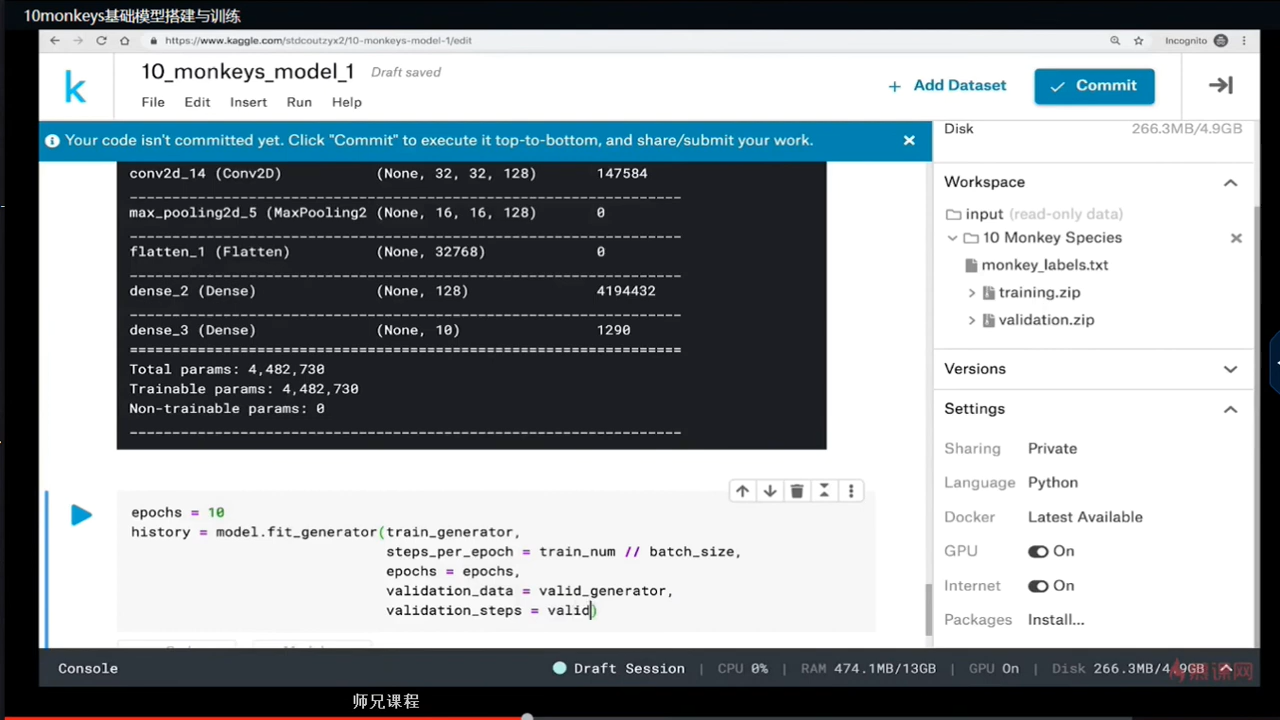 10monkeys基础模型搭建与训练
https://www.kaggle.com/stdcoutzyx2/10-monkeys-model-1/edit
Incognito
k
10_monkeys_model_1 Draft saved
File Edit Insert Run Help
+ Add Dataset
Commit
Your code isn't committed yet. Click "Commit" to execute it top-to-bottom, and share/submit your work.
conv2d_14 (Conv2D) (None, 32, 32, 128) 147584
max_pooling2d_5 (MaxPooling2 (None, 16, 16, 128) 0
flatten_1 (Flatten) (None, 32768) 0
dense_2 (Dense) (None, 128) 4194432
dense_3 (Dense) (None, 10) 1290
Total params: 4,482,730
Trainable params: 4,482,730
Non-trainable params: 0
epochs = 10
history = model.fit_generator(train_generator,
steps_per_epoch = train_num // batch_size,
epochs = epochs,
validation_data = valid_generator,
validation_steps = valid)
Disk 266.3MB/4.9GB
Workspace
input (read-only data)
10 Monkey Species
monkey_labels.txt
training.zip
validation.zip
Versions
Settings
Sharing Private
Language Python
Docker Latest Available
GPU On
Internet On
Packages Install...
Console
Draft Session | CPU 0% | RAM 474.1MB/13GB | GPU On | Disk 266.3MB/4.9GB
慕课网
师兄课程